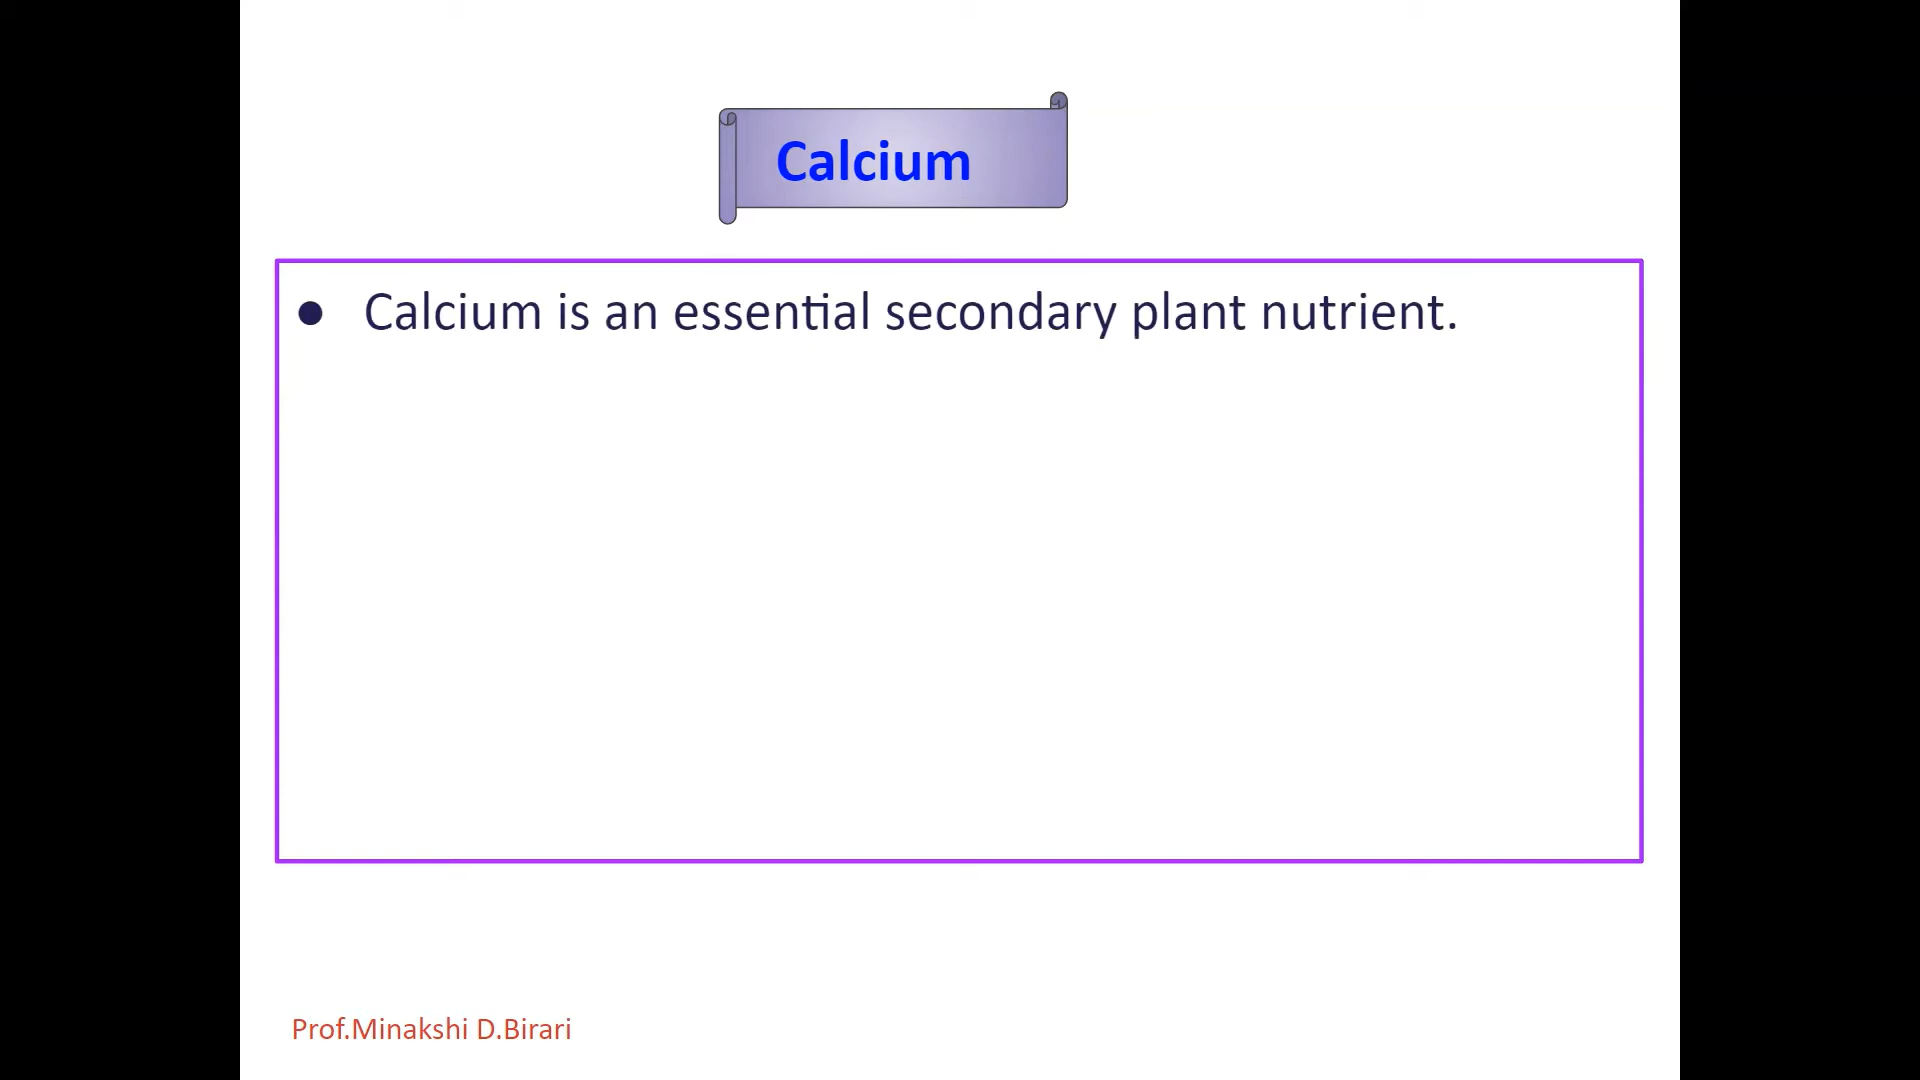 Calcium
● Calcium is an essential secondary plant nutrient.
Prof.Minakshi D.Birari